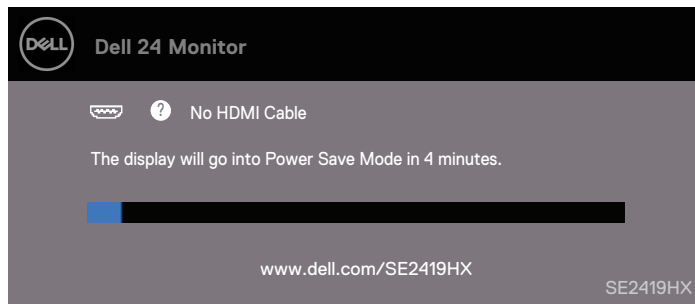 DELL
Dell 24 Monitor
? No HDMI Cable
The display will go into Power Save Mode in 4 minutes.
www.dell.com/SE2419HX
SE2419HX